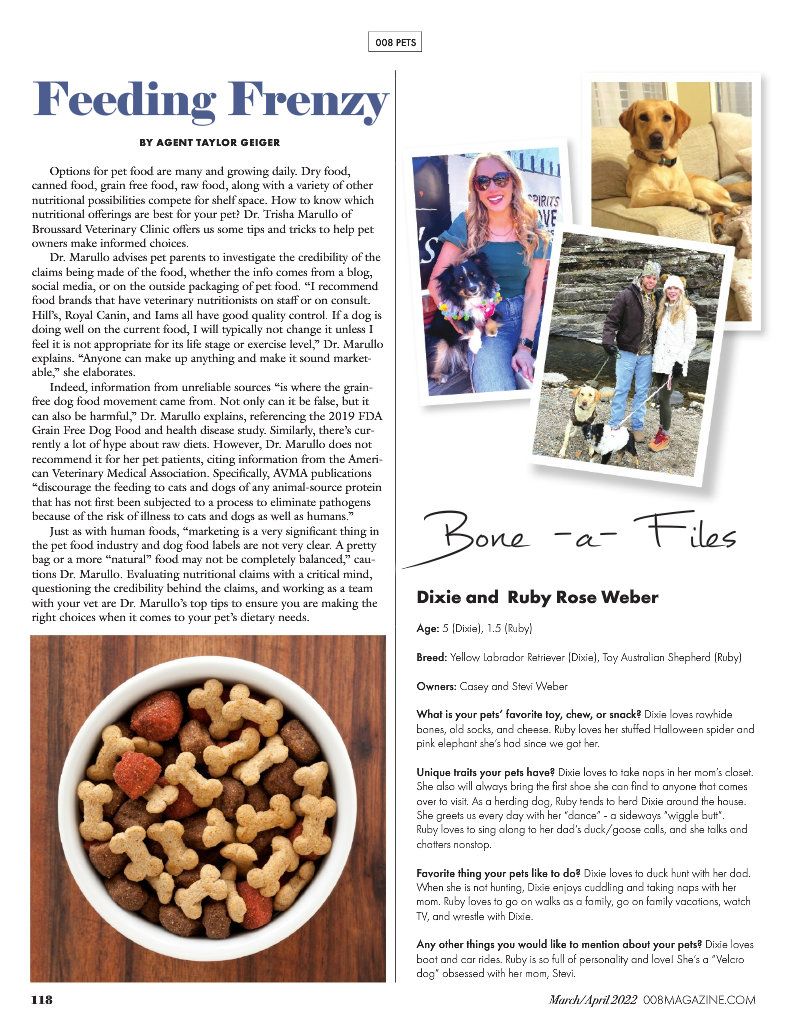 008 PETS
Feeding Frenzy
BY AGENT TAYLOR GEIGER
Options for pet food are many and growing daily. Dry food,
canned food, grain free food, raw food, along with a variety of other
nutritional possibilities compete for shelf space. How to know which
nutritional offerings are best for your pet? Dr. Trisha Marullo of
Broussard Veterinary Clinic offers us some tips and tricks to help pet
owners make informed choices.
Dr. Marullo advises pet parents to investigate the credibility of the
claims being made of the food, whether the info comes from a blog,
social media, or on the outside packaging of pet food. “I recommend
food brands that have veterinary nutritionists on staff or on consult.
Hill’s, Royal Canin, and Iams all have good quality control. If a dog is
doing well on the current food, I will typically not change it unless I
feel it is not appropriate for its life stage or exercise level,” Dr. Marullo
explains. “Anyone can make up anything and make it sound market-
able,” she elaborates.
Indeed, information from unreliable sources “is where the grain-
free dog food movement came from. Not only can it be false, but it
can also be harmful,” Dr. Marullo explains, referencing the 2019 FDA
Grain Free Dog Food and health disease study. Similarly, there’s cur-
rently a lot of hype about raw diets. However, Dr. Marullo does not
recommend it for her pet patients, citing information from the Ameri-
can Veterinary Medical Association. Specifically, AVMA publications
“discourage the feeding to cats and dogs of any animal-source protein
that has not first been subjected to a process to eliminate pathogens
because of the risk of illness to cats and dogs as well as humans.”
Just as with human foods, “marketing is a very significant thing in
the pet food industry and dog food labels are not very clear. A pretty
bag or a more “natural” food may not be completely balanced,” cau-
tions Dr. Marullo. Evaluating nutritional claims with a critical mind,
questioning the credibility behind the claims, and working as a team
with your vet are Dr. Marullo’s top tips to ensure you are making the
right choices when it comes to your pet’s dietary needs.
SPIRITS
Bone -a- Files
Dixie and Ruby Rose Weber
Age: 5 (Dixie), 1.5 (Ruby)
Breed: Yellow Labrador Retriever (Dixie), Toy Australian Shepherd (Ruby)
Owners: Casey and Stevi Weber
What is your pets’ favorite toy, chew, or snack? Dixie loves rawhide
bones, old socks, and cheese. Ruby loves her stuffed Halloween spider and
pink elephant she’s had since we got her.
Unique traits your pets have? Dixie loves to take naps in her mom’s closet.
She also will always bring the first shoe she can find to anyone that comes
over to visit. As a herding dog, Ruby tends to herd Dixie around the house.
She greets us every day with her “dance” - a sideways “wiggle butt”.
Ruby loves to sing along to her dad’s duck/goose calls, and she talks and
chatters nonstop.
Favorite thing your pets like to do? Dixie loves to duck hunt with her dad.
When she is not hunting, Dixie enjoys cuddling and taking naps with her
mom. Ruby loves to go on walks as a family, go on family vacations, watch
TV, and wrestle with Dixie.
Any other things you would like to mention about your pets? Dixie loves
boat and car rides. Ruby is so full of personality and love! She’s a “Velcro
dog” obsessed with her mom, Stevi.
118
March/April 2022 008MAGAZINE.COM